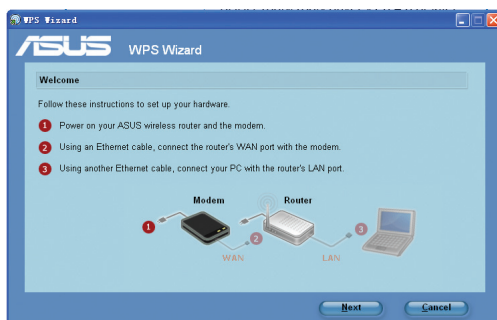 WPS Wizard
ASUS WPS Wizard
Welcome
Follow these instructions to set up your hardware.
1 Power on your ASUS wireless router and the modem.
2 Using an Ethernet cable, connect the router's WAN port with the modem.
3 Using another Ethernet cable, connect your PC with the router's LAN port.
Modem Router
1 2 3
WAN LAN
Next Cancel